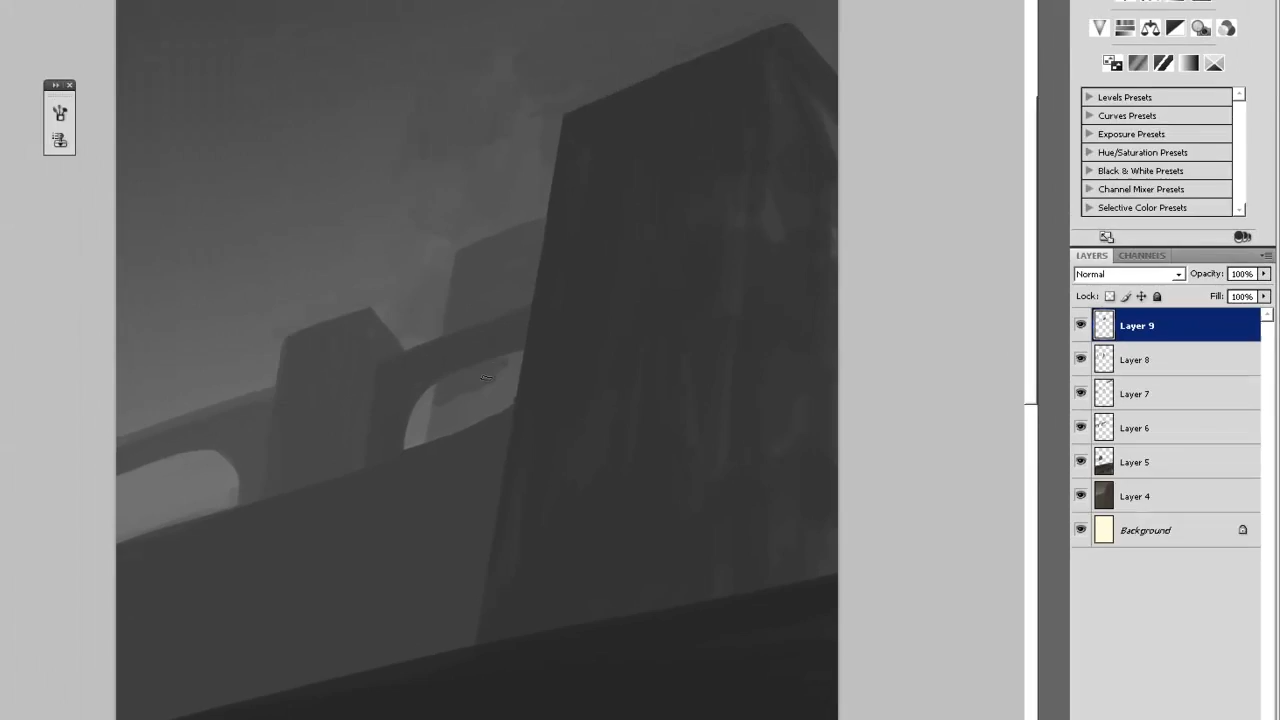 Levels Presets
Curves Presets
Exposure Presets
Hue/Saturation Presets
Black & White Presets
Channel Mixer Presets
Selective Color Presets
LAYERS CHANNELS
Normal Opacity: 100%
Lock: Fill: 100%
Layer 9
Layer 8
Layer 7
Layer 6
Layer 5
Layer 4
Background